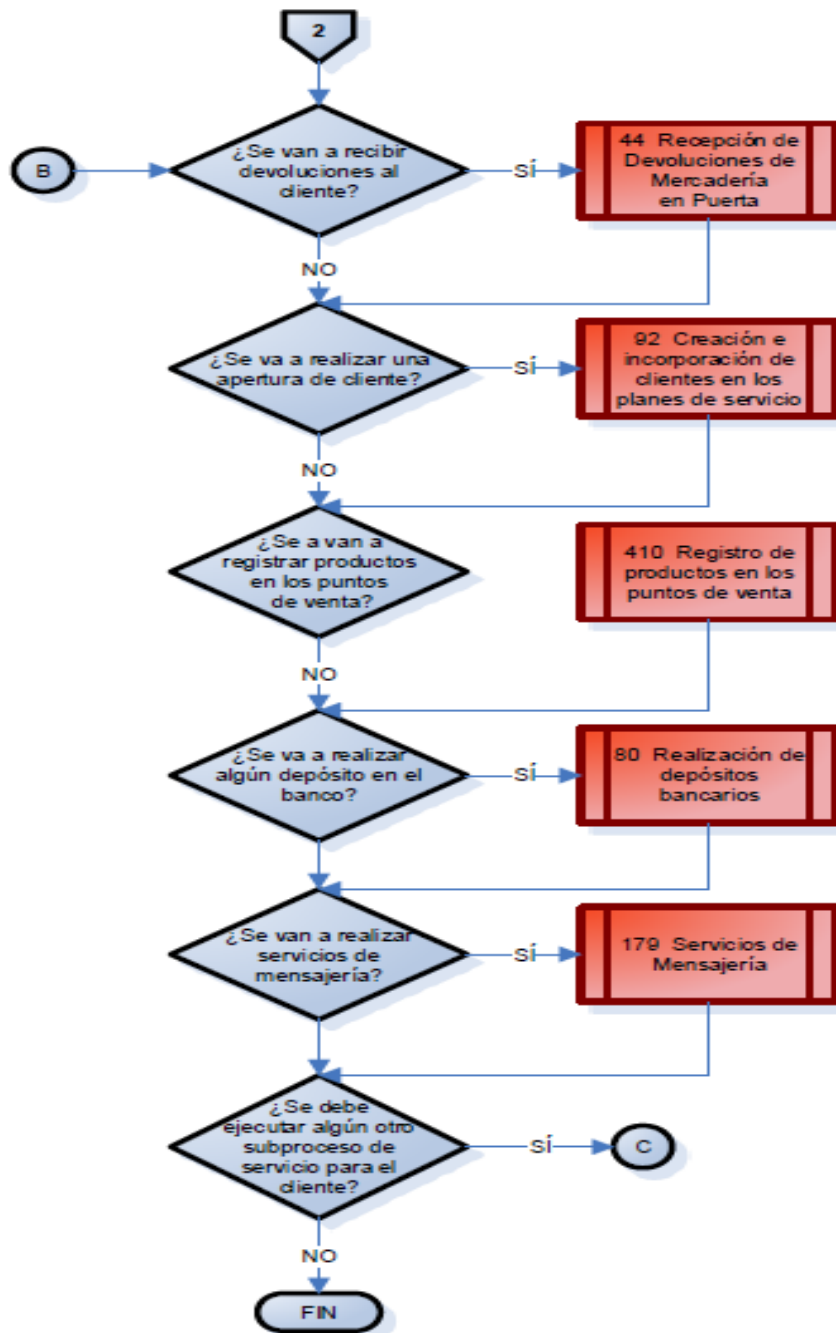 2
B
¿Se van a recibir
devoluciones al
cliente?
SÍ
44 Recepción de
Devoluciones de
Mercadería
en Puerta
NO
¿Se va a realizar una
apertura de cliente?
SÍ
92 Creación e
incorporación de
clientes en los
planes de servicio
NO
¿Se a van a
registrar productos
en los puntos
de venta?
410 Registro de
productos en los
puntos de venta
NO
¿Se va a realizar
algún depósito en el
banco?
SÍ
80 Realización de
depósitos
bancarios
¿Se van a realizar
servicios de
mensajería?
SÍ
179 Servicios de
Mensajería
¿Se debe
ejecutar algún otro
subproceso de
servicio para el
cliente?
SÍ
C
NO
FIN